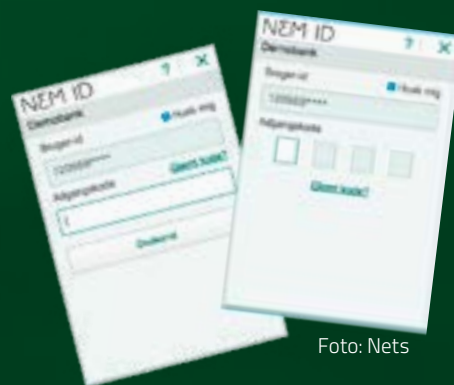 NEM ID
? X
Demobank
Bruger-id
Husk mig
Adgangskode
Glemt kode?
NEM ID
? X
Demobank
Bruger-id
Husk mig
Adgangskode
Glemt kode?
Foto: Nets